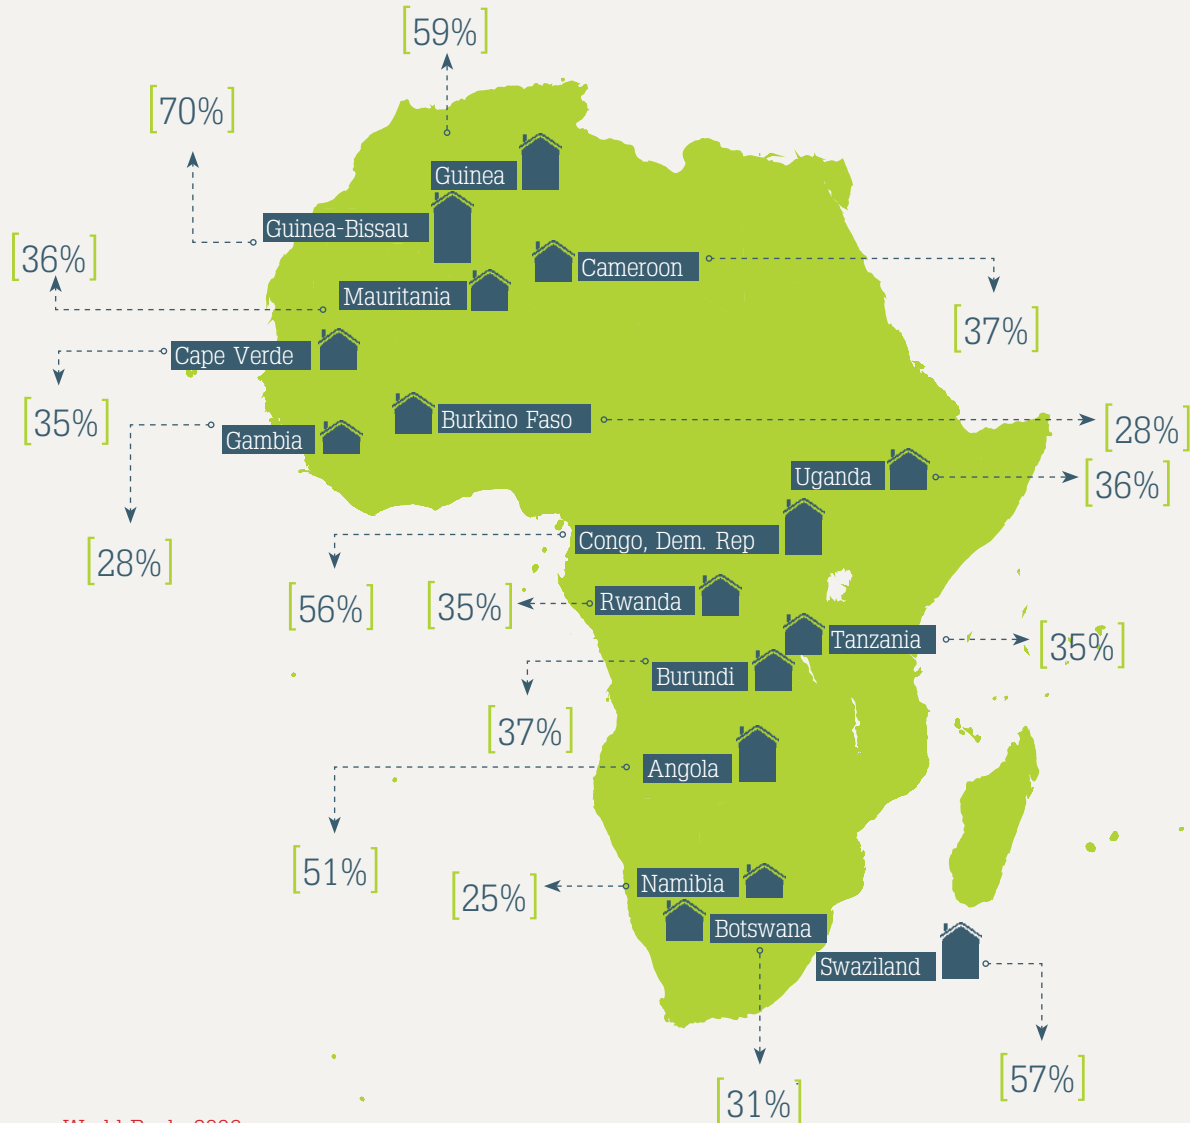 [59%]
[70%]
Guinea
Guinea-Bissau
[36%]
Cameroon
Mauritania
[37%]
Cape Verde
[35%]
Burkino Faso
[28%]
Gambia
Uganda
[36%]
Congo, Dem. Rep
[28%]
[56%]
[35%]
Rwanda
Tanzania
[35%]
Burundi
[37%]
Angola
[51%]
[25%]
Namibia
Botswana
Swaziland
[57%]
[31%]